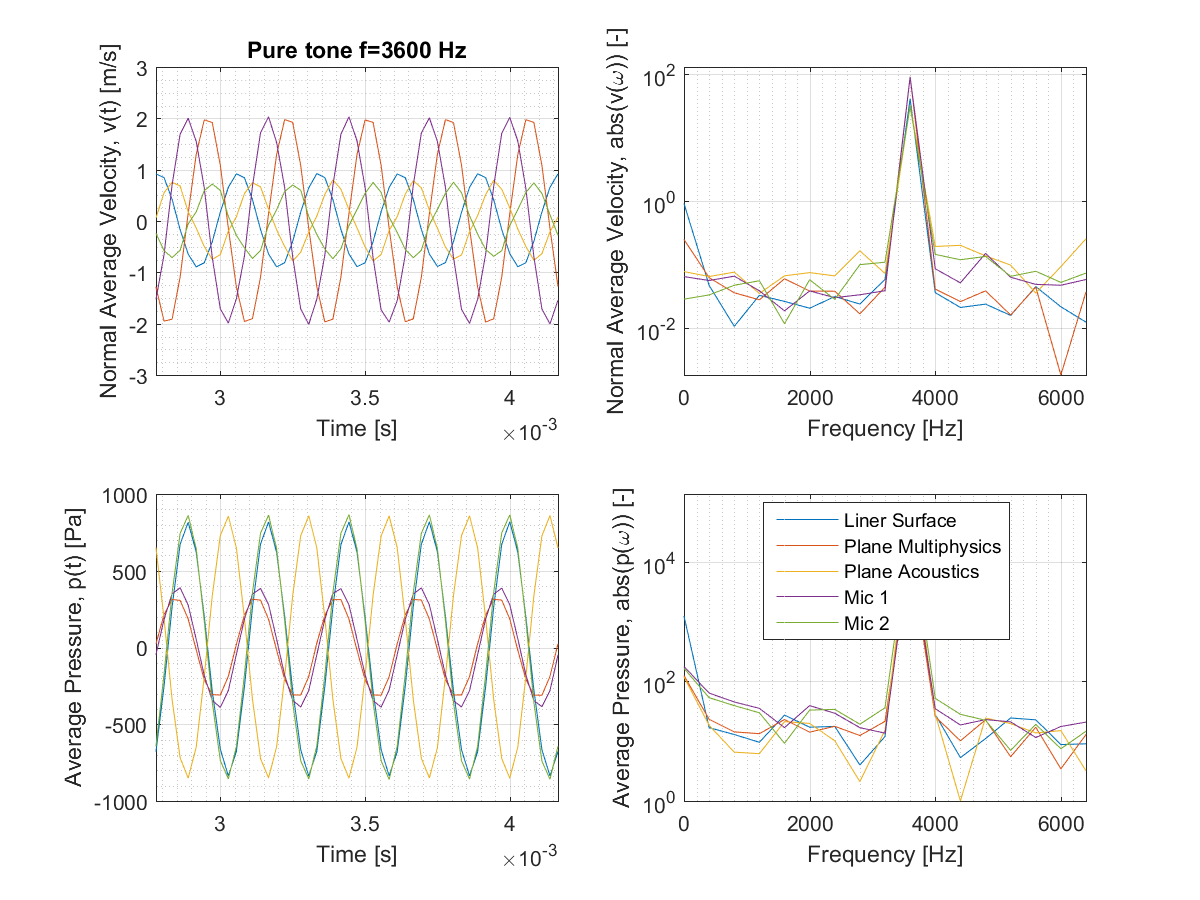 Pure tone f=3600 Hz
Normal Average Velocity, v(t) [m/s]
3
2
1
0
-1
-2
-3
3
3.5
4
×10-3
Time [s]
Normal Average Velocity, abs(v(ω)) [-]
102
100
10-2
0
2000
4000
6000
Frequency [Hz]
Average Pressure, p(t) [Pa]
1000
500
0
-500
-1000
3
3.5
4
×10-3
Time [s]
Average Pressure, abs(p(ω)) [-]
104
102
100
Liner Surface
Plane Multiphysics
Plane Acoustics
Mic 1
Mic 2
0
2000
4000
6000
Frequency [Hz]